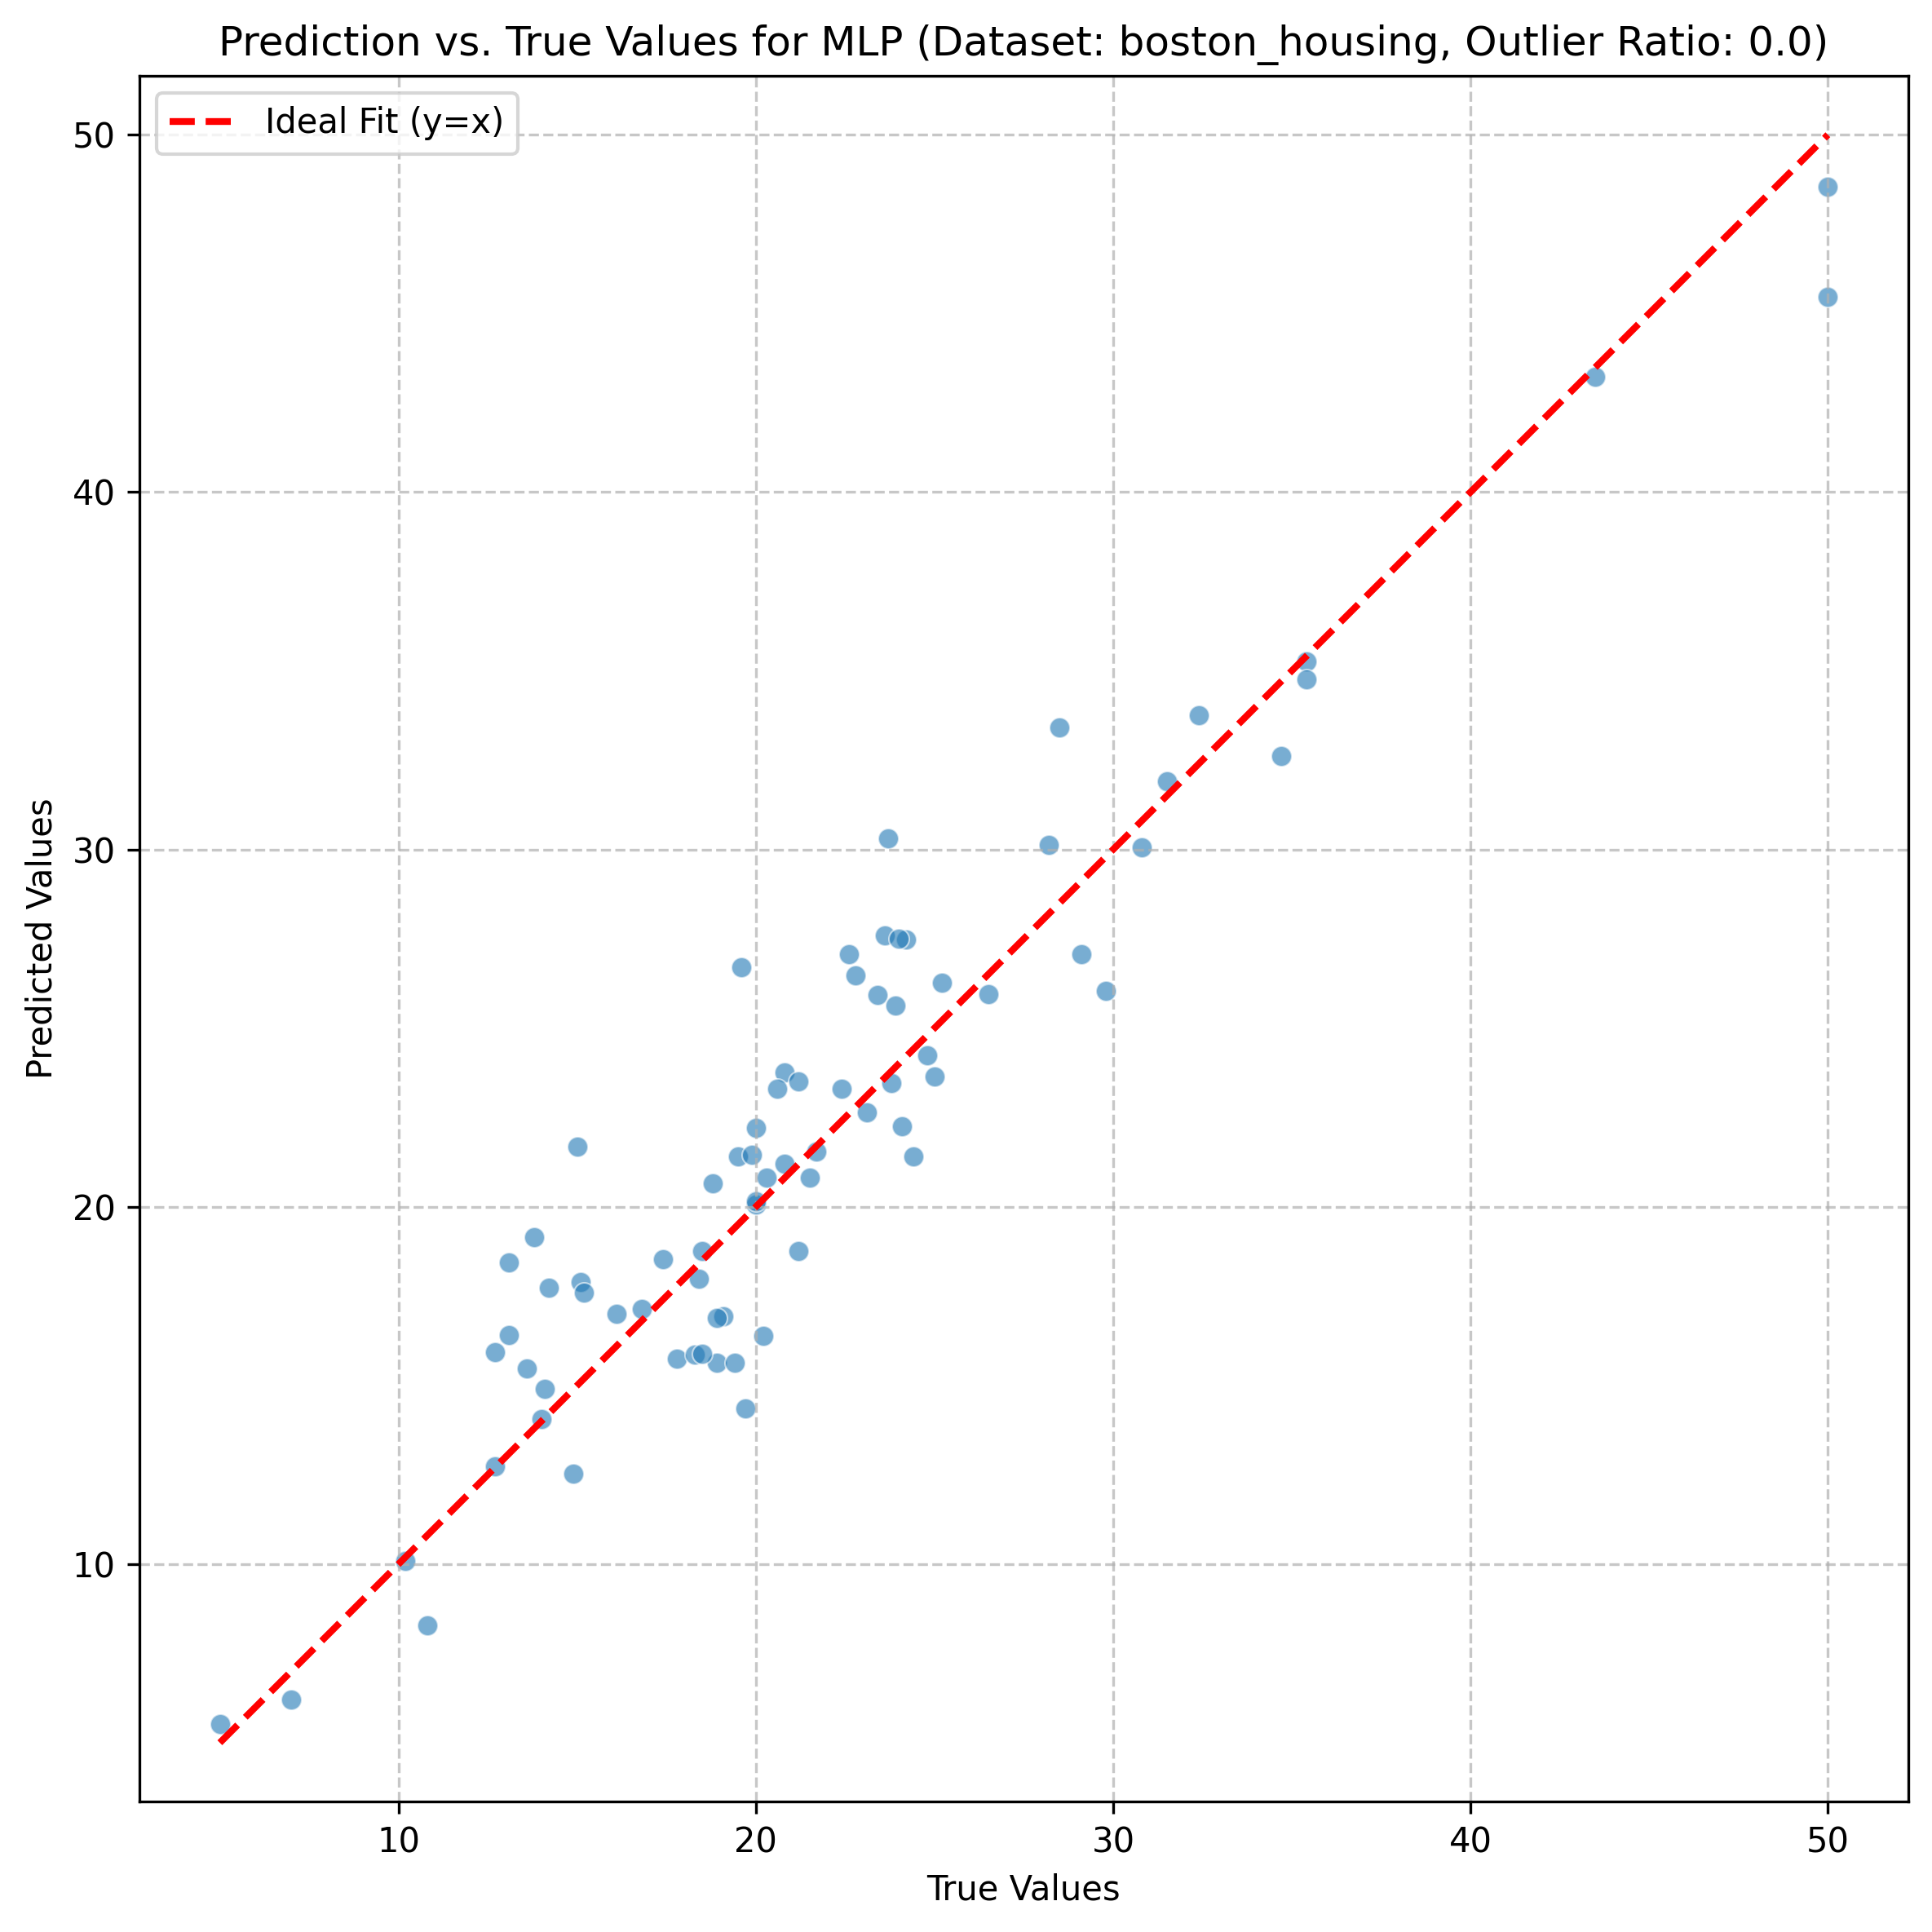 Prediction vs. True Values for MLP (Dataset: boston_housing, Outlier Ratio: 0.0)
Ideal Fit (y=x)
50
40
30
20
10
Predicted Values
10 20 30 40 50
True Values